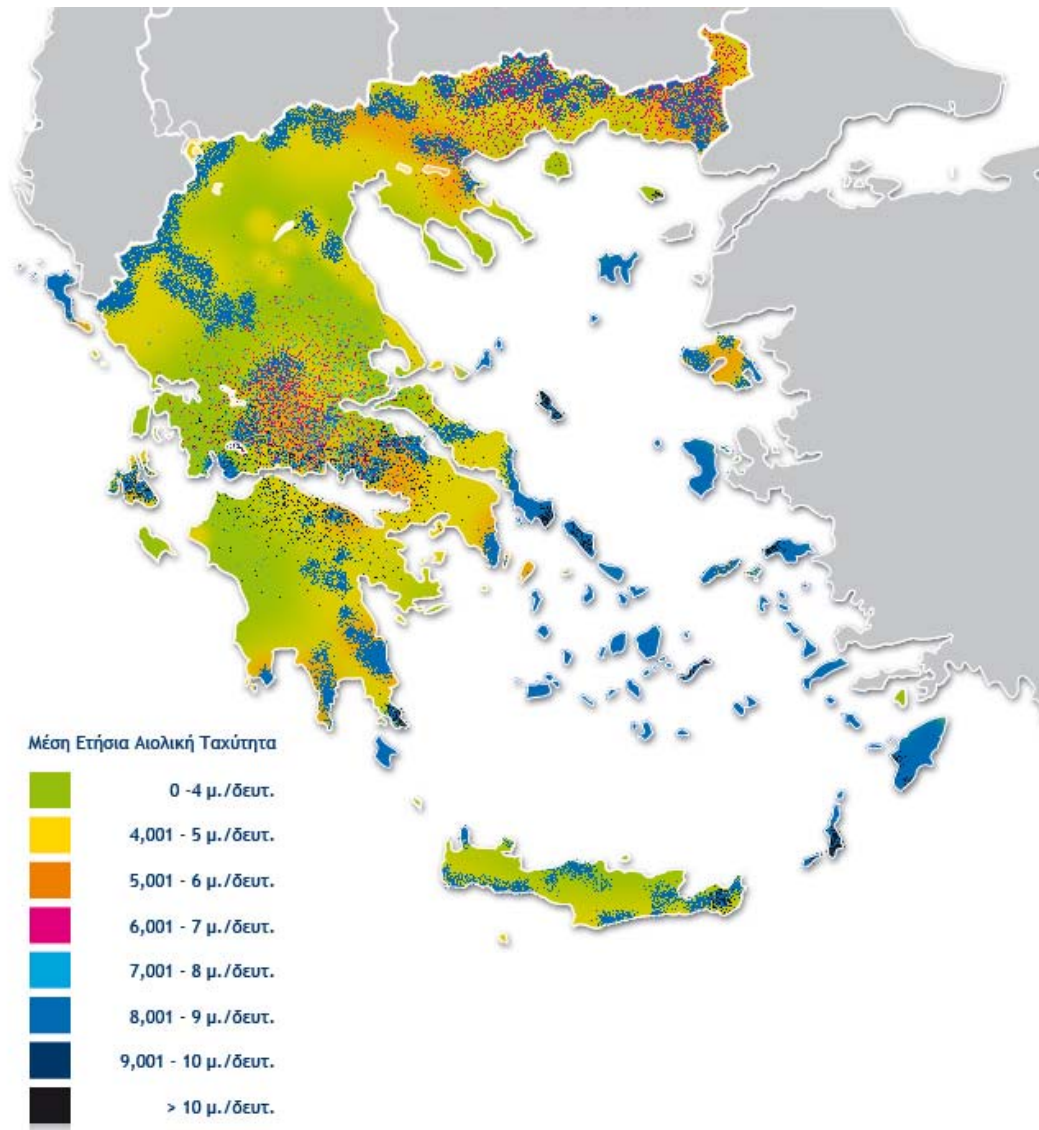 Μέση Ετήσια Αιολική Ταχύτητα
0 -4 μ./δευτ.
4,001 - 5 μ./δευτ.
5,001 - 6 μ./δευτ.
6,001 - 7 μ./δευτ.
7,001 - 8 μ./δευτ.
8,001 - 9 μ./δευτ.
9,001 - 10 μ./δευτ.
> 10 μ./δευτ.